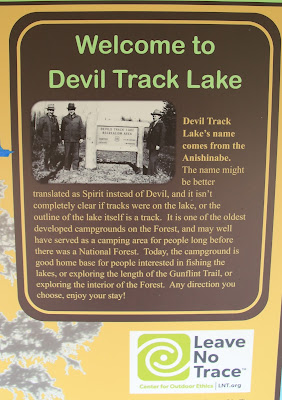 Welcome to
Devil Track Lake
DEVIL TRACK LAKE
Devil Track
Lake's name
comes from the
Anishinabe.
The name might
be better
translated as Spirit instead of Devil, and it isn't
completely clear if tracks were on the lake, or the
outline of the lake itself is a track.  It is one of the oldest
developed campgrounds on the Forest, and may well
have served as a camping area for people long before
there was a National Forest.  Today, the campground is
good home base for people interested in fishing the
lakes, or exploring the length of the Gunflint Trail, or
exploring the interior of the Forest.  Any direction you
choose, enjoy your stay!
Leave
No
Trace™
Center for Outdoor Ethics | LNT.org